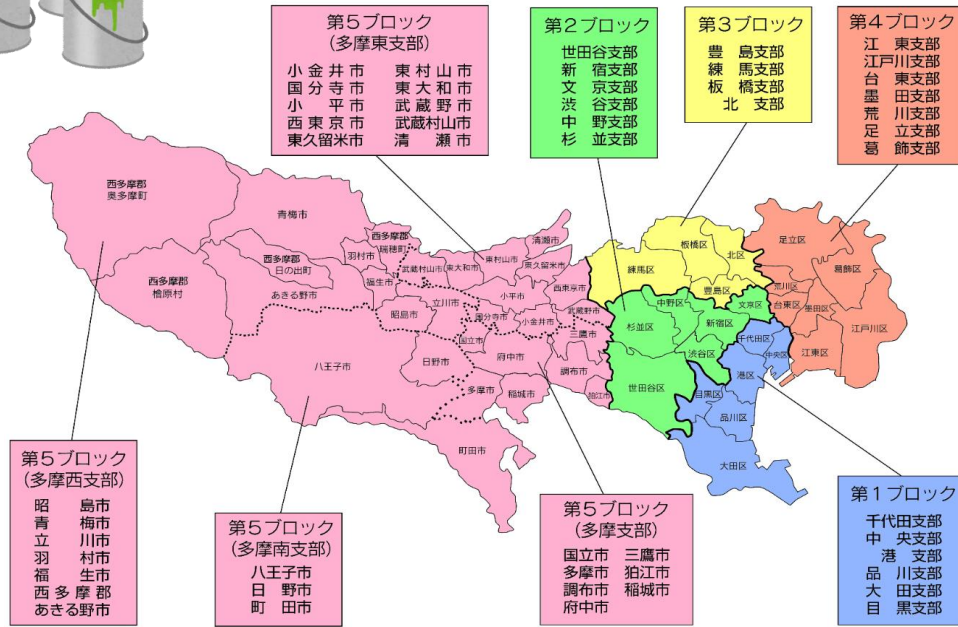 第5ブロック
(多摩東支部)
小金井市 東村山市
国分寺市 東大和市
小平市 武蔵野市
西東京市 武蔵村山市
東久留米市 清瀬市
第2ブロック
世田谷支部
新宿支部
文京支部
渋谷支部
中野支部
杉並支部
第3ブロック
豊島支部
練馬支部
板橋支部
北支部
第4ブロック
江東支部
江戸川支部
台東支部
墨田支部
荒川支部
足立支部
葛飾支部
西多摩郡
奥多摩町
青梅市
西多摩郡
瑞穂町
羽村市
西多摩郡
日の出町
西多摩郡
檜原村
あきる野市
福生市
武蔵村山市
東大和市
東村山市
清瀬市
東久留米市
西東京市
小平市
立川市
昭島市
国分寺市
小金井市
武蔵野市
国立市
三鷹市
府中市
八王子市
日野市
調布市
狛江市
多摩市
稲城市
町田市
練馬区
板橋区
北区
豊島区
足立区
葛飾区
荒川区
台東区
墨田区
江戸川区
江東区
中野区
文京区
杉並区
新宿区
渋谷区
世田谷区
千代田区
中央区
港区
目黒区
品川区
大田区
第5ブロック
(多摩西支部)
昭島市
青梅市
立川市
羽村市
福生市
西多摩郡
あきる野市
第5ブロック
(多摩南支部)
八王子市
日野市
町田市
第5ブロック
(多摩支部)
国立市 三鷹市
多摩市 狛江市
調布市 稲城市
府中市
第1ブロック
千代田支部
中央支部
港支部
品川支部
大田支部
目黒支部